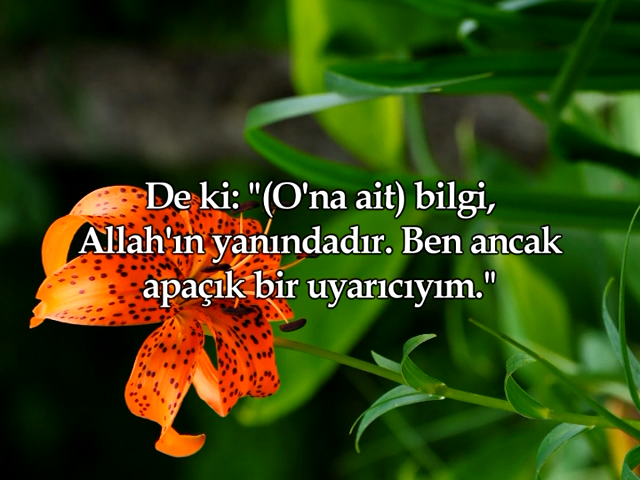 De ki: "(O'na ait) bilgi,
Allah'ın yanındadır. Ben ancak
apaçık bir uyarıcıyım."